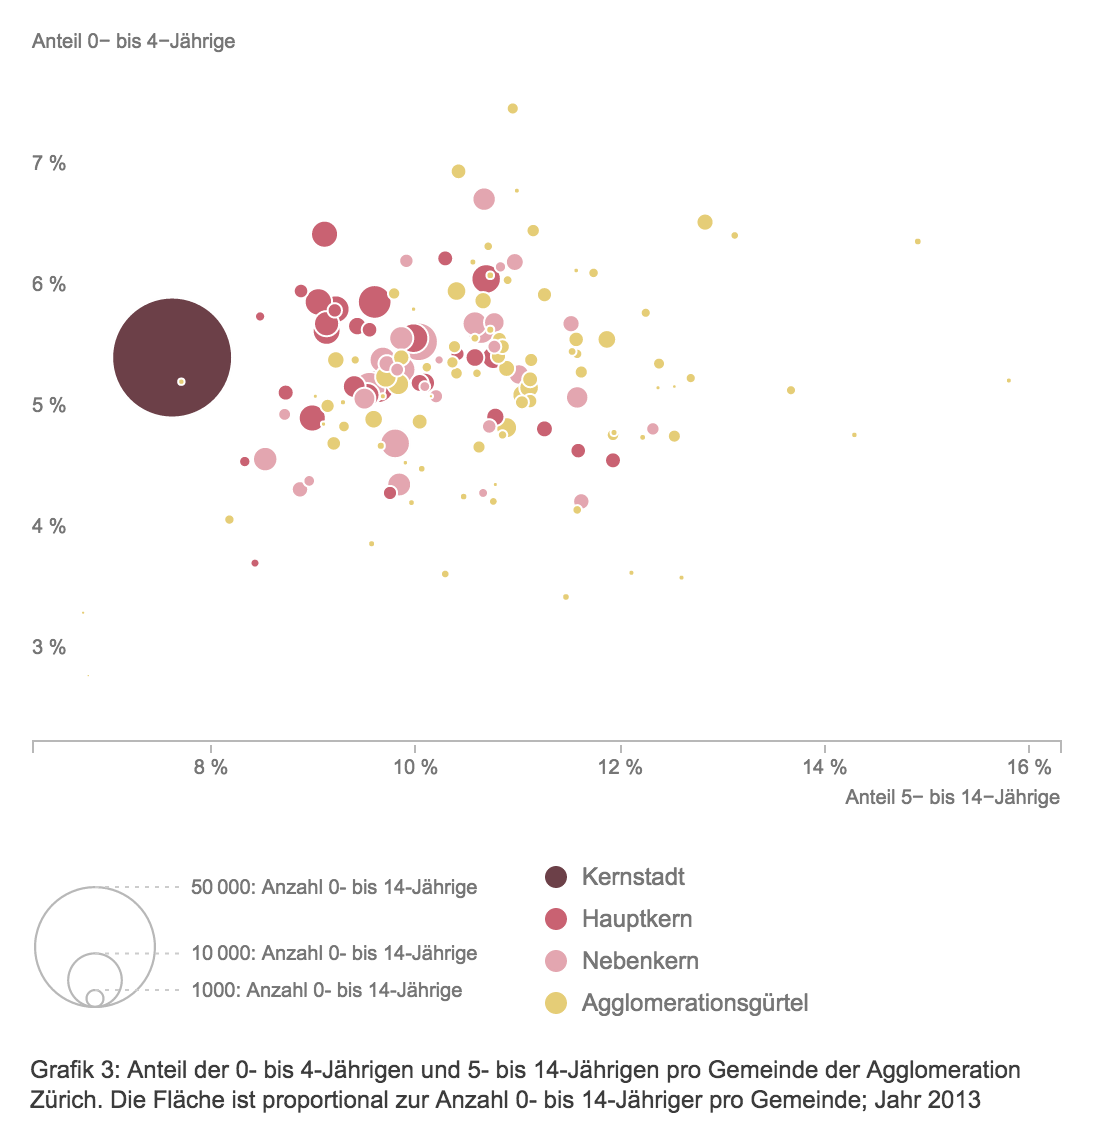 Anteil 0− bis 4−Jährige
7 %
6 %
5 %
4 %
3 %
8 %
10 %
12 %
14 %
16 %
Anteil 5− bis 14−Jährige
50 000: Anzahl 0- bis 14-Jährige
10 000: Anzahl 0- bis 14-Jährige
1000: Anzahl 0- bis 14-Jährige
Kernstadt
Hauptkern
Nebenkern
Agglomerationsgürtel
Grafik 3: Anteil der 0- bis 4-Jährigen und 5- bis 14-Jährigen pro Gemeinde der Agglomeration
Zürich. Die Fläche ist proportional zur Anzahl 0- bis 14-Jähriger pro Gemeinde; Jahr 2013